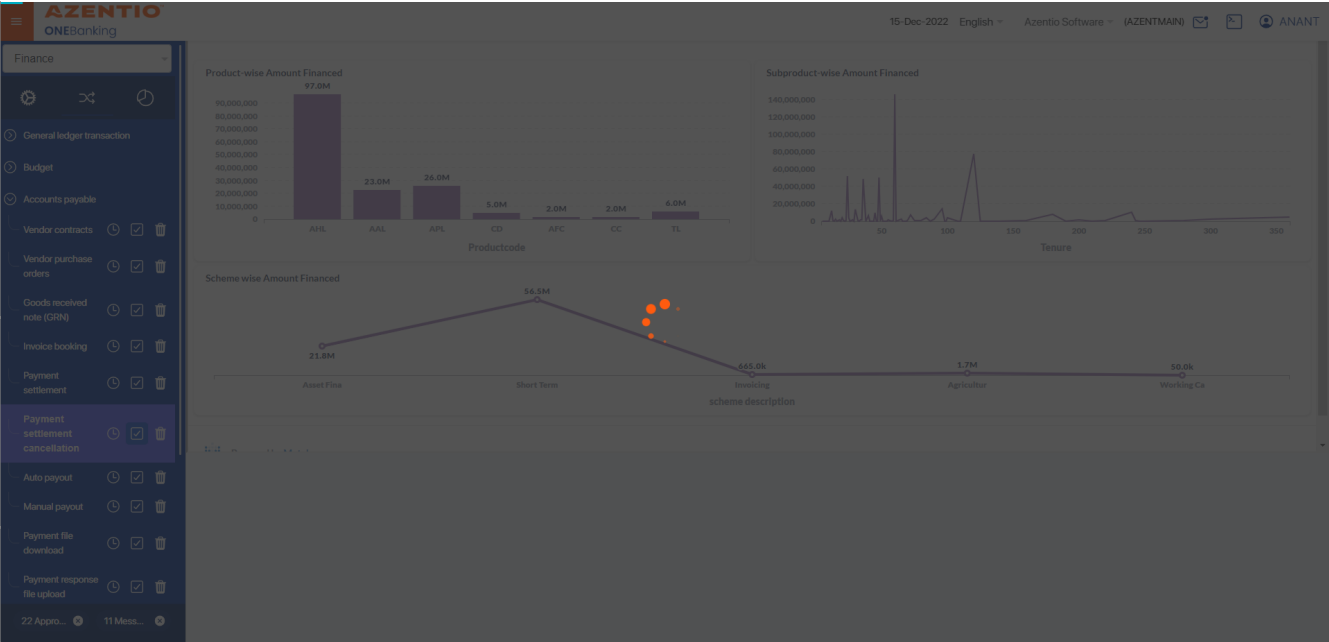 AZENTIO
ONEBanking
15-Dec-2022 English Azentio Software (AZENTMAIN) ANANT
Finance
General ledger transaction
Budget
Accounts payable
Vendor contracts
Vendor purchase
orders
Goods received
note (GRN)
Invoice booking
Payment
settlement
Payment
settlement
cancellation
Auto payout
Manual payout
Payment file
download
Payment response
file upload
22 Appro... 11 Mess...
Product-wise Amount Financed
97.0M
90,000,000
80,000,000
70,000,000
60,000,000
50,000,000
40,000,000
30,000,000
20,000,000
10,000,000
0
23.0M
26.0M
5.0M
2.0M
2.0M
6.0M
AHL AAL APL CD AFC CC TL
Productcode
Subproduct-wise Amount Financed
140,000,000
120,000,000
100,000,000
80,000,000
60,000,000
40,000,000
20,000,000
0
50 100 150 200 250 300 350
Tenure
Scheme wise Amount Financed
56.5M
21.8M
665.0k
1.7M
50.0k
Asset Fina Short Term Invoicing Agricultur Working Ca
scheme description